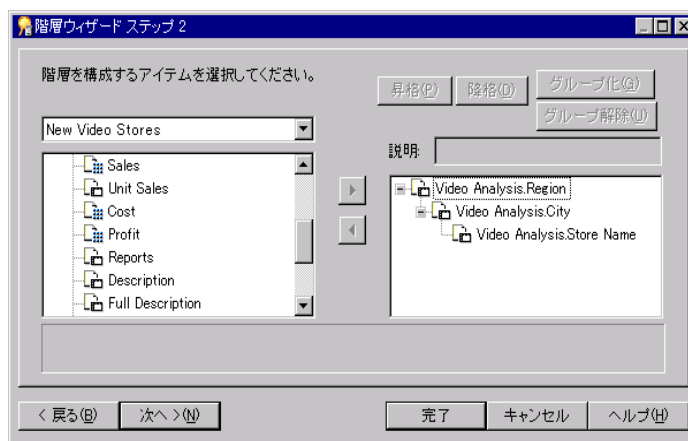 階層ウィザード ステップ 2
階層を構成するアイテムを選択してください。
昇格(P)
降格(D)
グループ化(G)
グループ解除(U)
New Video Stores
説明:
Sales
Unit Sales
Cost
Profit
Reports
Description
Full Description
Video Analysis.Region
Video Analysis.City
Video Analysis.Store Name
< 戻る(B)
次へ >(N)
完了
キャンセル
ヘルプ(H)